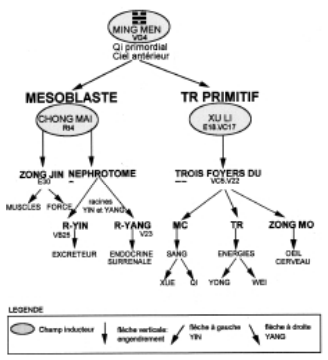 MING MEN
VG4
Qi primordial
Ciel antérieur
MESOBLASTE
TR PRIMITIF
CHONG MAI
Rt4
XU LI
E18.VC17
ZONG JIN
E30
NEPHROTOME
TROIS FOYERS DU
VC5.V22
MUSCLES
FORCE
racines
YIN et YANG
R-YIN
VB25
R-YANG
V23
MC
TR
ZONG MO
EXCRETEUR
ENDOCRINE
SURRENALE
SANG
ENERGIES
OEIL
CERVEAU
XUE
QI
YONG
WEI
LEGENDE
Champ inducteur
flèche verticale:
engendrement
flèche à gauche
YIN
flèche à droite
YANG